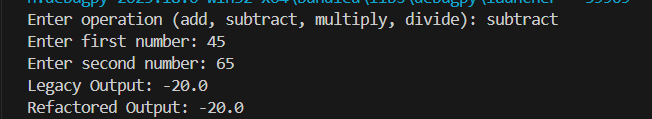 Enter operation (add, subtract, multiply, divide): subtract
Enter first number: 45
Enter second number: 65
Legacy Output: -20.0
Refactored Output: -20.0